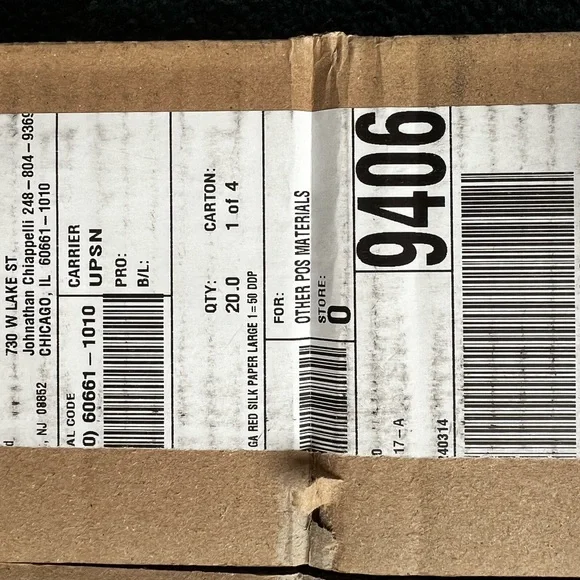 730 W LAKE ST
Johnathan Chiappelli 248-804-9369
CHICAGO, IL 60661-1010
, NJ 08852
CARRIER
UPSN
PRO:
B/L:
AL CODE
0) 60661-1010
QTY: CARTON:
20.0 1 of 4
GA RED SILK PAPER LARGE 1=50 DDP
FOR:
OTHER POS MATERIALS
STORE:
0
9406
17-A
240314